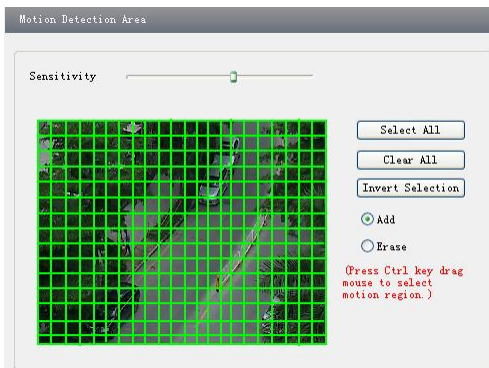 Motion Detection Area
Sensitivity
Select All
Clear All
Invert Selection
Add
Erase
(Press Ctrl key drag
mouse to select
motion region.)